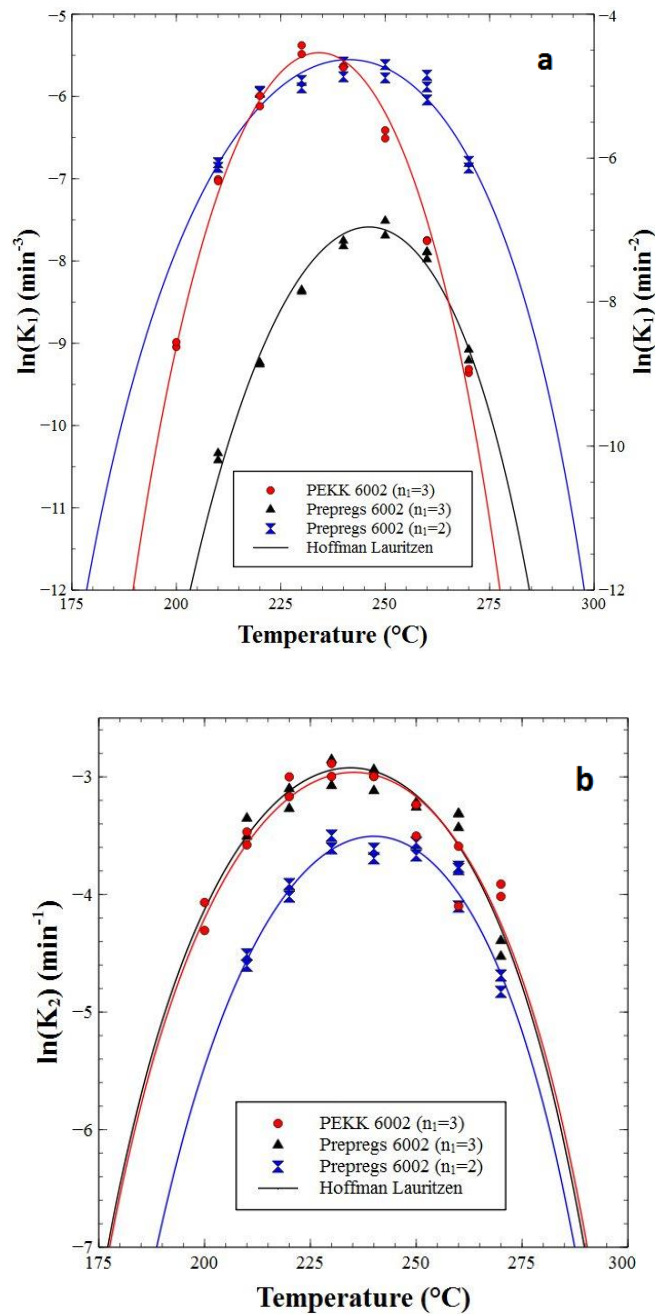 a
−5
−6
−7
−8
−9
−10
−11
−12
−4
−6
−8
−10
−12
ln(K1) (min-3)
ln(K1) (min-2)
PEKK 6002 (n1=3)
Prepregs 6002 (n1=3)
Prepregs 6002 (n1=2)
Hoffman Lauritzen
175 200 225 250 275 300
Temperature (°C)
b
−3
−4
−5
−6
−7
ln(K2) (min-1)
PEKK 6002 (n1=3)
Prepregs 6002 (n1=3)
Prepregs 6002 (n1=2)
Hoffman Lauritzen
175 200 225 250 275 300
Temperature (°C)